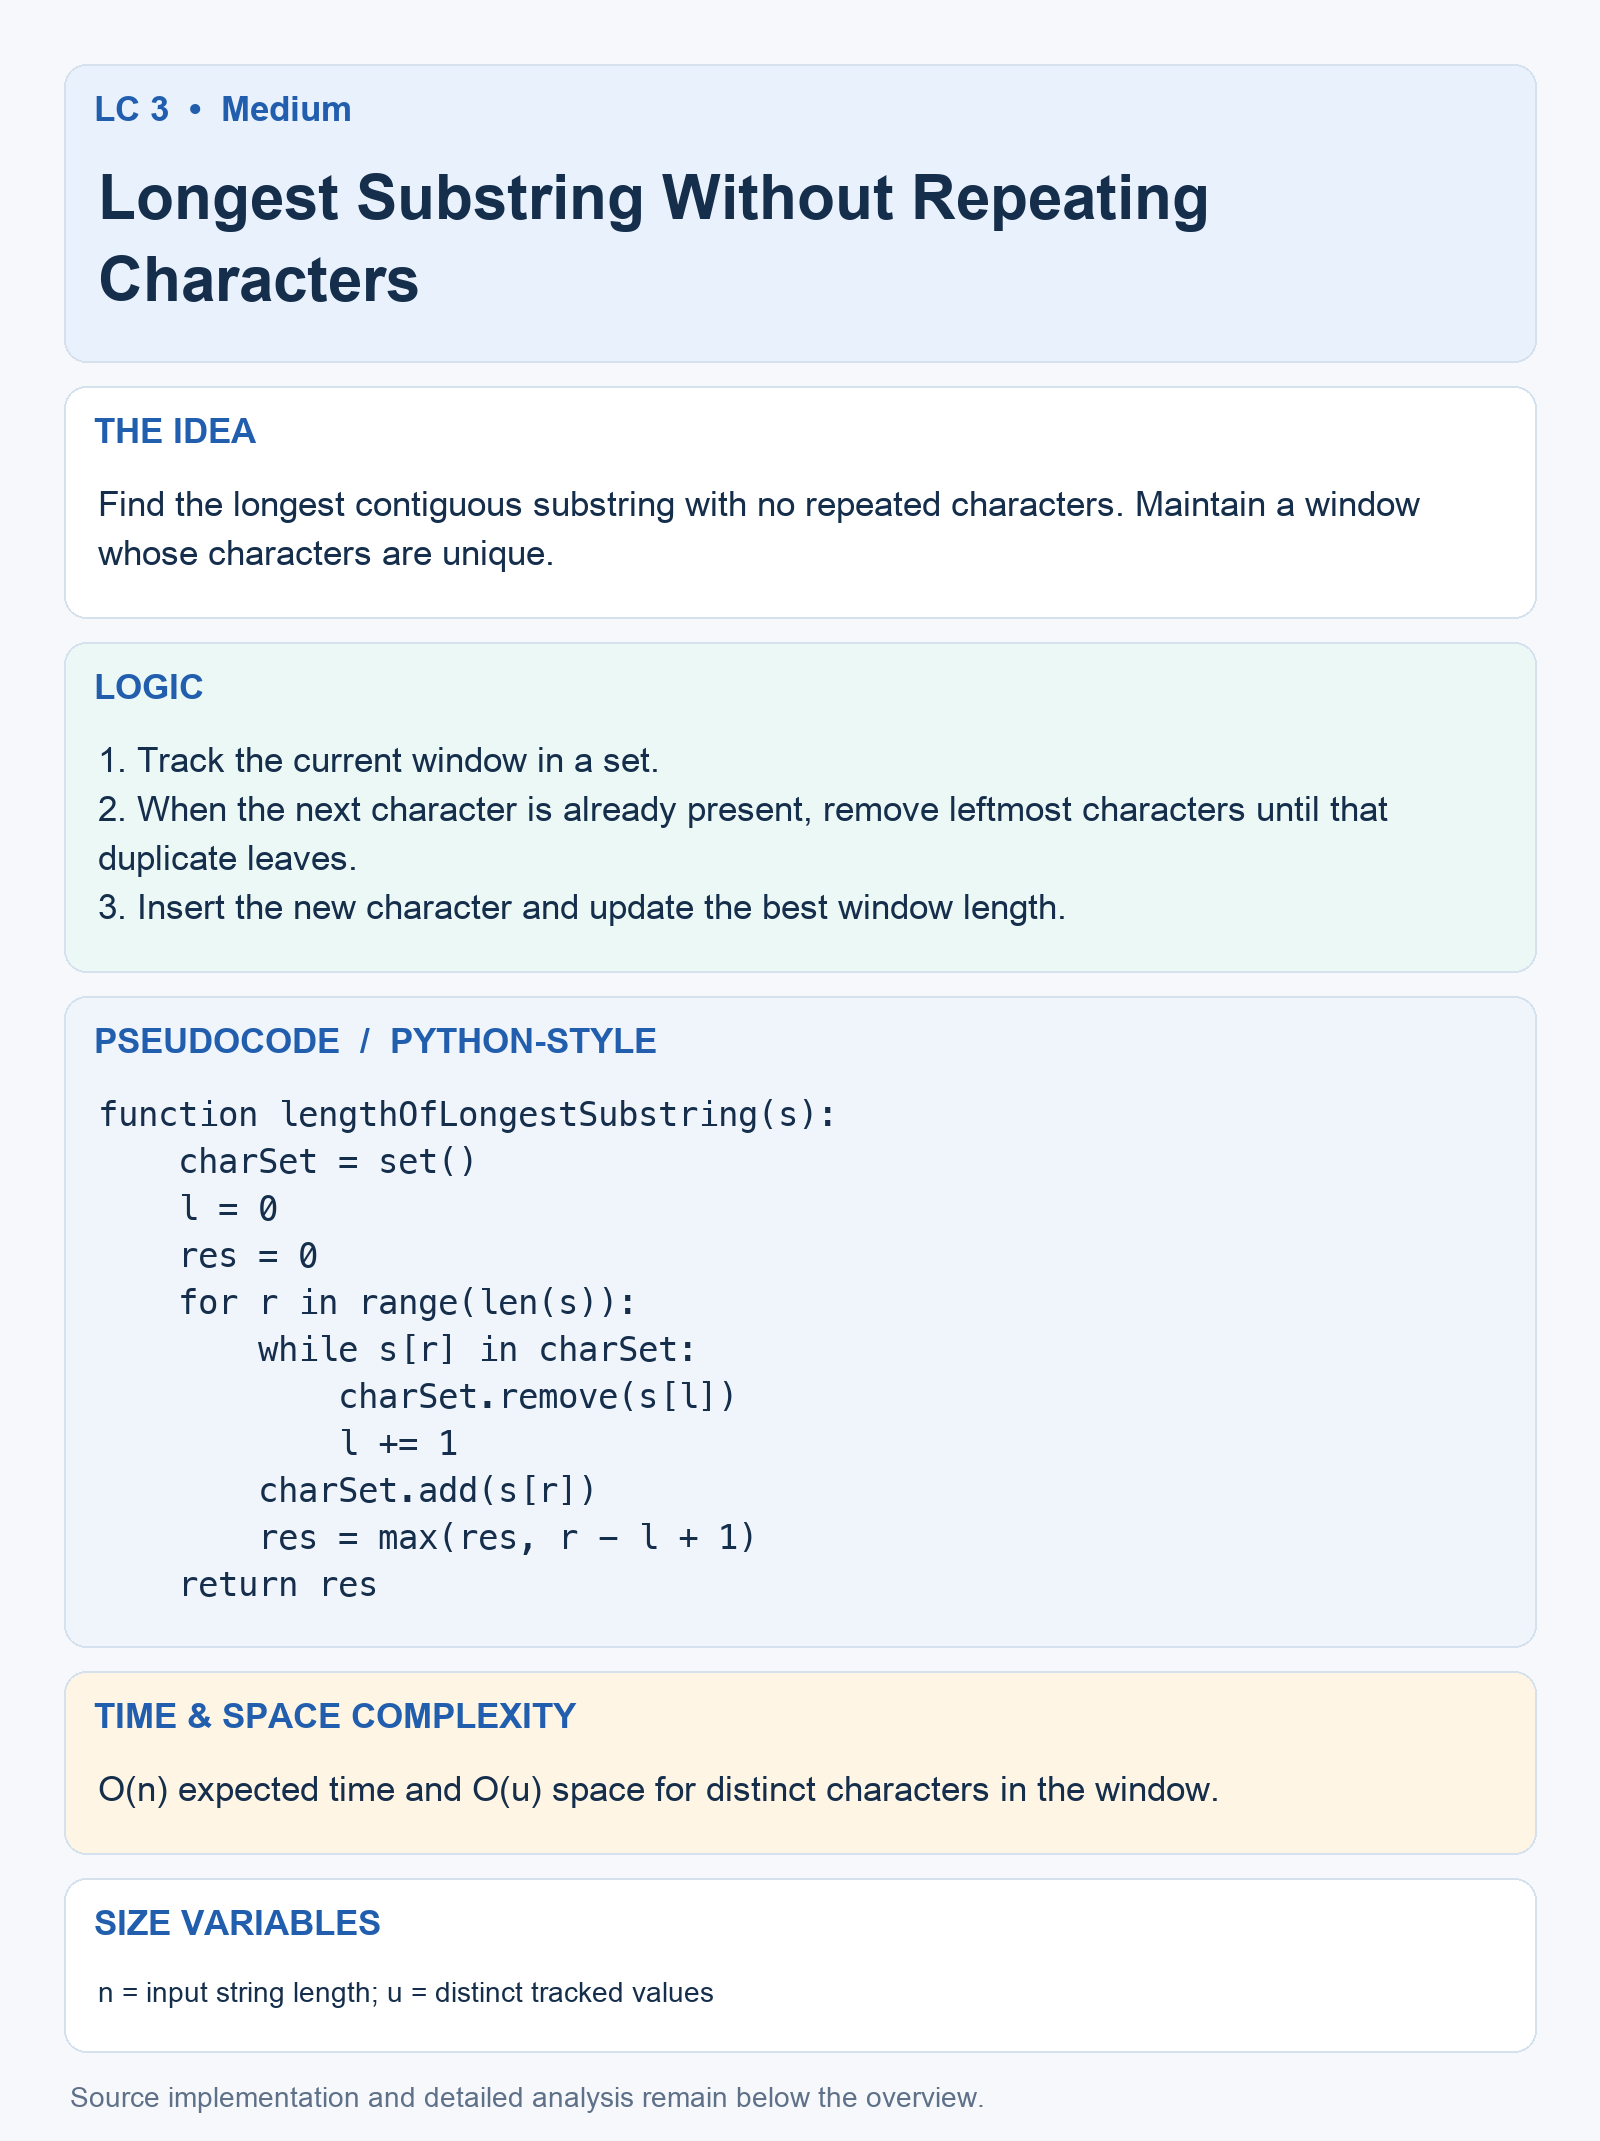 LC 3 • Medium
Longest Substring Without Repeating
Characters
THE IDEA
Find the longest contiguous substring with no repeated characters. Maintain a window
whose characters are unique.
LOGIC
1. Track the current window in a set.
2. When the next character is already present, remove leftmost characters until that
duplicate leaves.
3. Insert the new character and update the best window length.
PSEUDOCODE / PYTHON-STYLE
function lengthOfLongestSubstring(s):
    charSet = set()
    l = 0
    res = 0
    for r in range(len(s)):
        while s[r] in charSet:
            charSet.remove(s[l])
            l += 1
        charSet.add(s[r])
        res = max(res, r − l + 1)
    return res
TIME & SPACE COMPLEXITY
O(n) expected time and O(u) space for distinct characters in the window.
SIZE VARIABLES
n = input string length; u = distinct tracked values
Source implementation and detailed analysis remain below the overview.